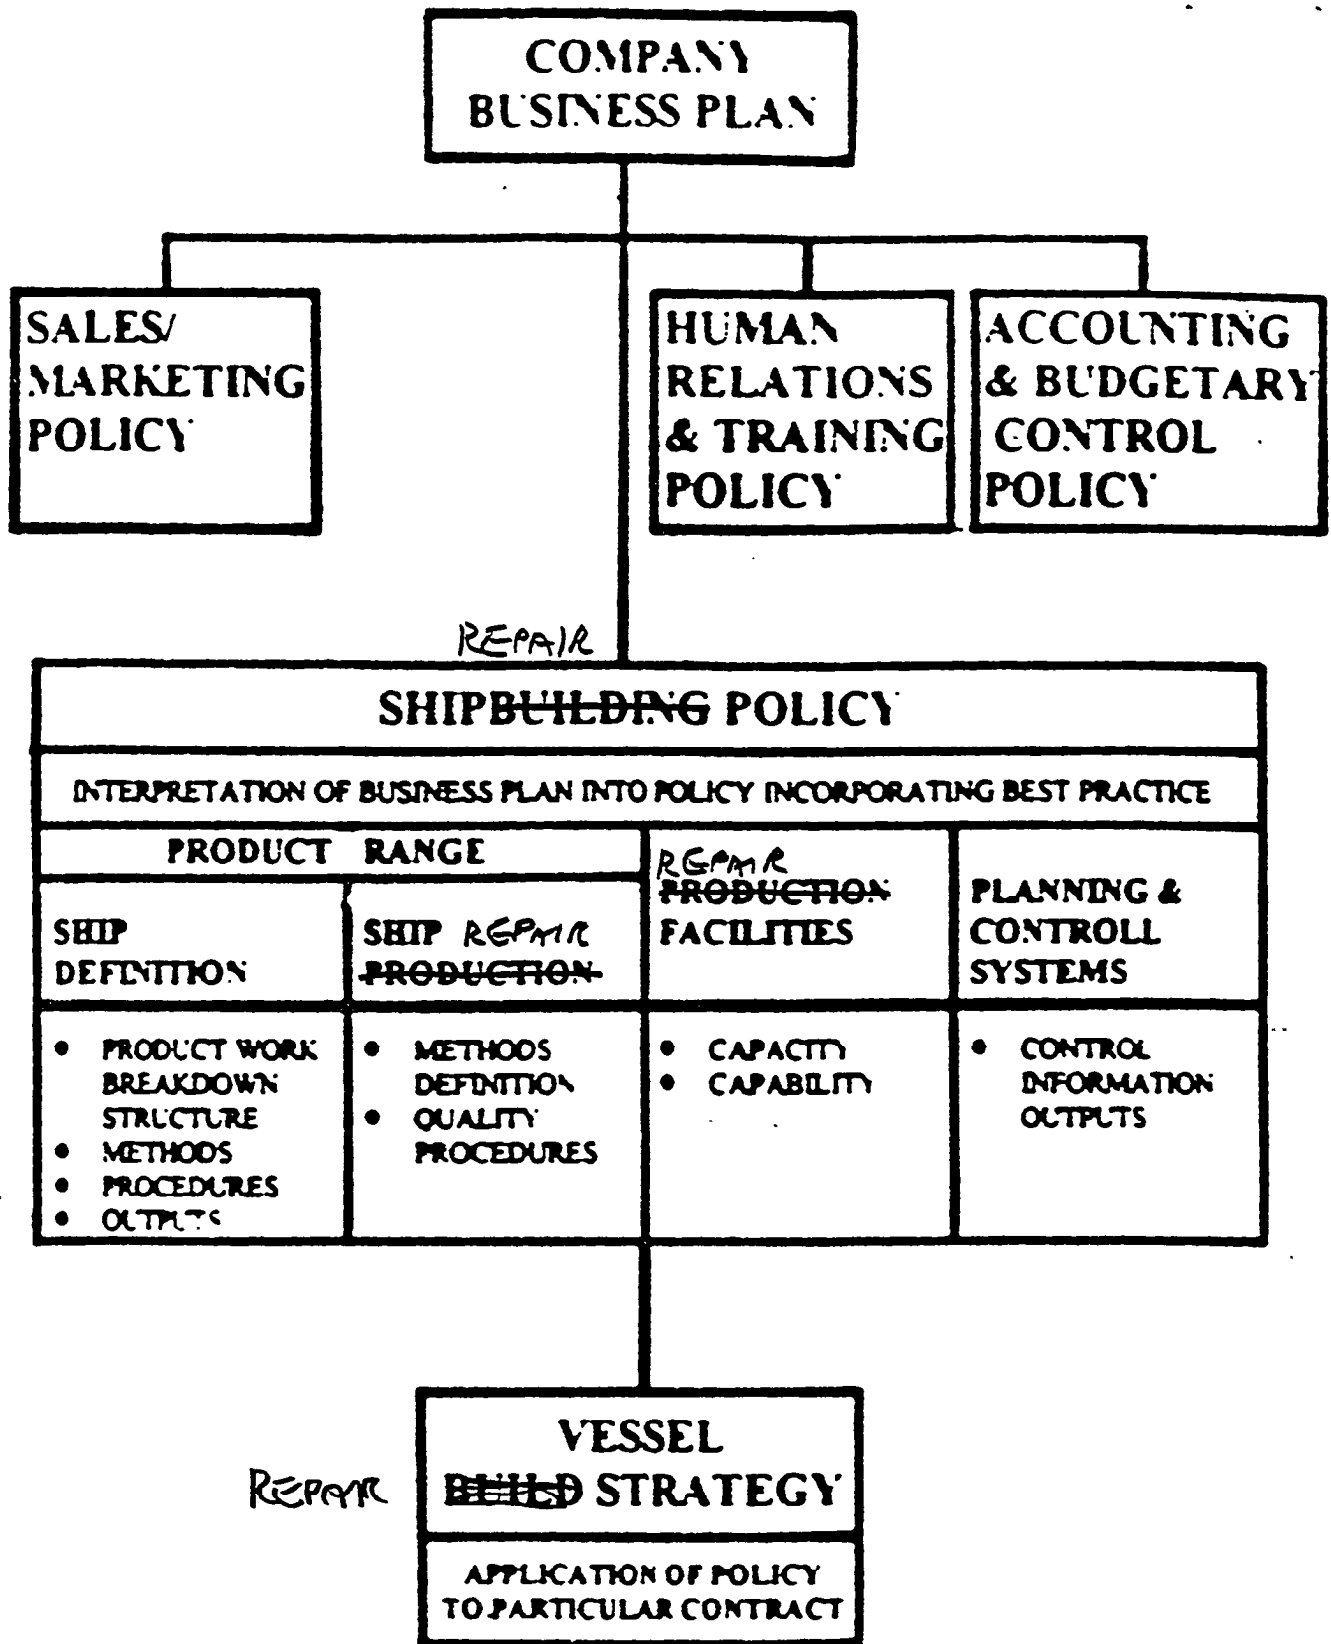 COMPANY
BUSINESS PLAN
SALES/
MARKETING
POLICY
HUMAN
RELATIONS
& TRAINING
POLICY
ACCOUNTING
& BUDGETARY
CONTROL
POLICY
REPAIR
SHIPBUILDING POLICY
INTERPRETATION OF BUSINESS PLAN INTO POLICY INCORPORATING BEST PRACTICE
PRODUCT RANGE
SHIP
DEFINITION
SHIP REPAIR
PRODUCTION
REPAIR
PRODUCTION
FACILITIES
PLANNING &
CONTROLL
SYSTEMS
• PRODUCT WORK
BREAKDOWN
STRUCTURE
• METHODS
• PROCEDURES
• OUTPUTS
• METHODS
DEFINITION
• QUALITY
PROCEDURES
• CAPACITY
• CAPABILITY
• CONTROL
INFORMATION
OUTPUTS
VESSEL
REPAIR BUILD STRATEGY
APPLICATION OF POLICY
TO PARTICULAR CONTRACT